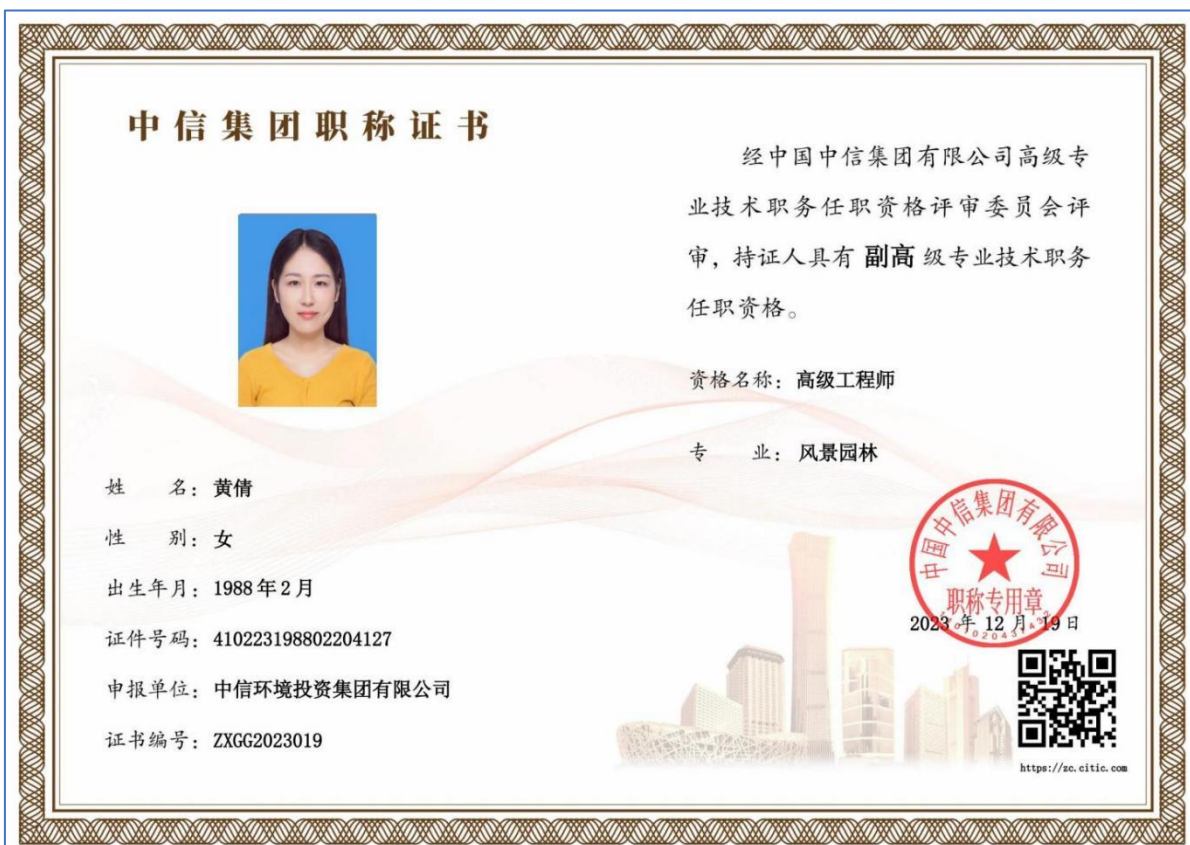 中信集团职称证书
经中国中信集团有限公司高级专
业技术职务任职资格评审委员会评
审，持证人具有 副高 级专业技术职务
任职资格。
资格名称：高级工程师
专 业：风景园林
姓 名：黄倩
性 别：女
出生年月：1988年2月
证件号码：410223198802204127
申报单位：中信环境投资集团有限公司
证书编号：ZXGG2023019
中国中信集团有限公司
职称专用章
2023 年 12 月 19 日
https://zc.citic.com